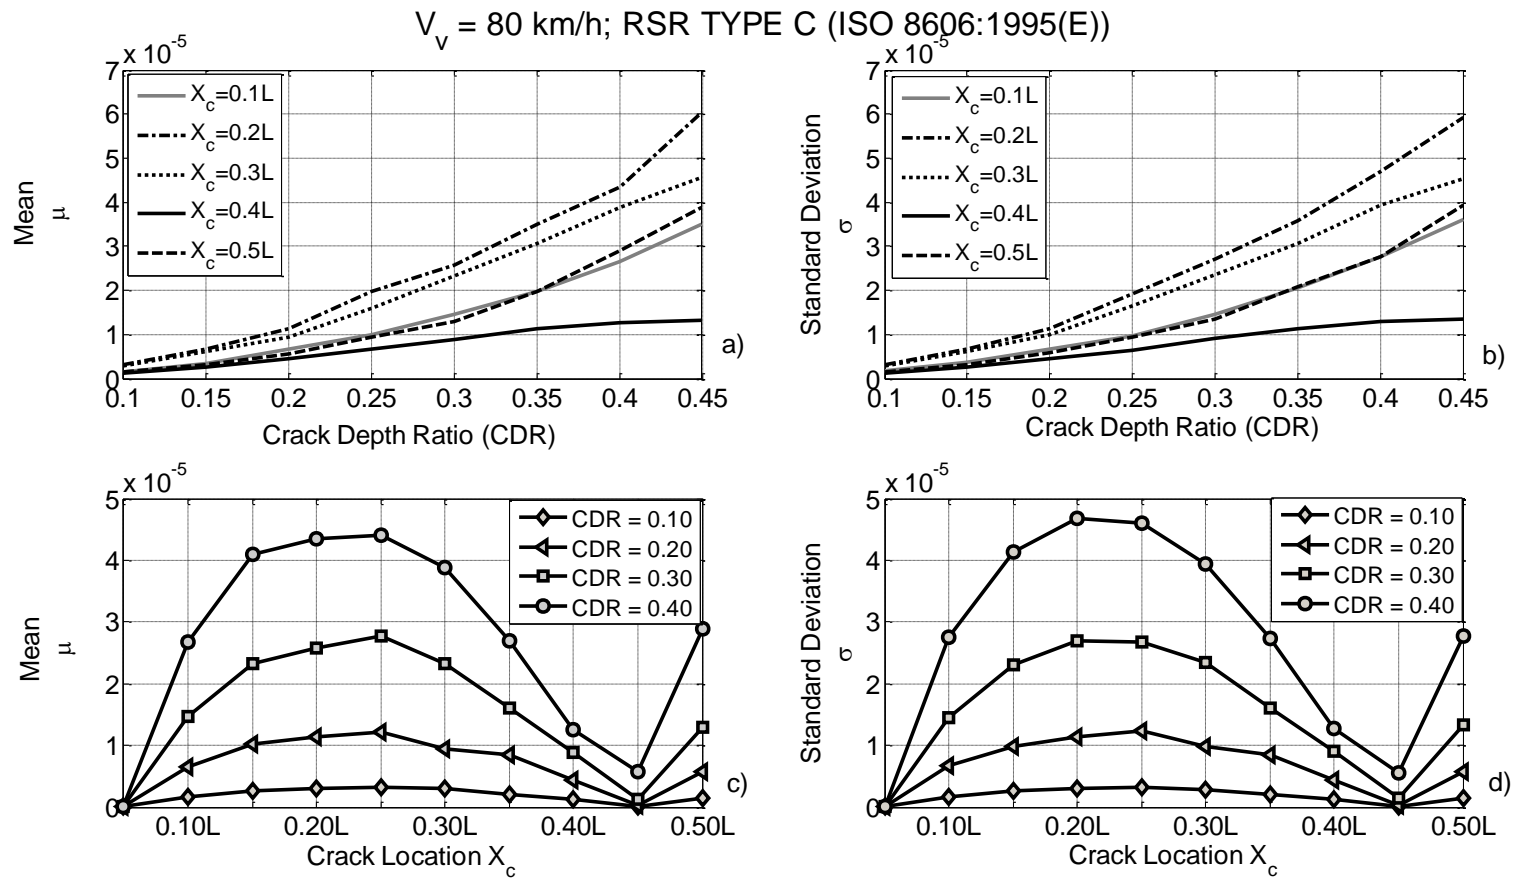 V_v = 80 km/h; RSR TYPE C (ISO 8606:1995(E))
x 10^-5
7
6
5
4
3
2
1
0
Mean
μ
X_c=0.1L
X_c=0.2L
X_c=0.3L
X_c=0.4L
X_c=0.5L
a)
0.1 0.15 0.2 0.25 0.3 0.35 0.4 0.45
Crack Depth Ratio (CDR)
x 10^-5
7
6
5
4
3
2
1
0
Standard Deviation
σ
X_c=0.1L
X_c=0.2L
X_c=0.3L
X_c=0.4L
X_c=0.5L
b)
0.1 0.15 0.2 0.25 0.3 0.35 0.4 0.45
Crack Depth Ratio (CDR)
x 10^-5
5
4
3
2
1
0
Mean
μ
CDR = 0.10
CDR = 0.20
CDR = 0.30
CDR = 0.40
c)
0.10L 0.20L 0.30L 0.40L 0.50L
Crack Location X_c
x 10^-5
5
4
3
2
1
0
Standard Deviation
σ
CDR = 0.10
CDR = 0.20
CDR = 0.30
CDR = 0.40
d)
0.10L 0.20L 0.30L 0.40L 0.50L
Crack Location X_c